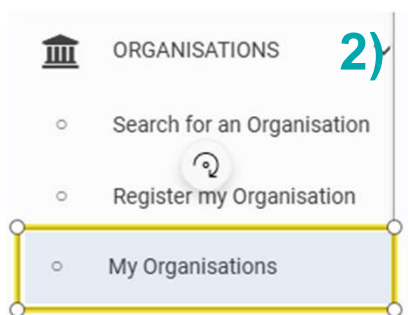 ORGANISATIONS 2)
Search for an Organisation
Register my Organisation
My Organisations